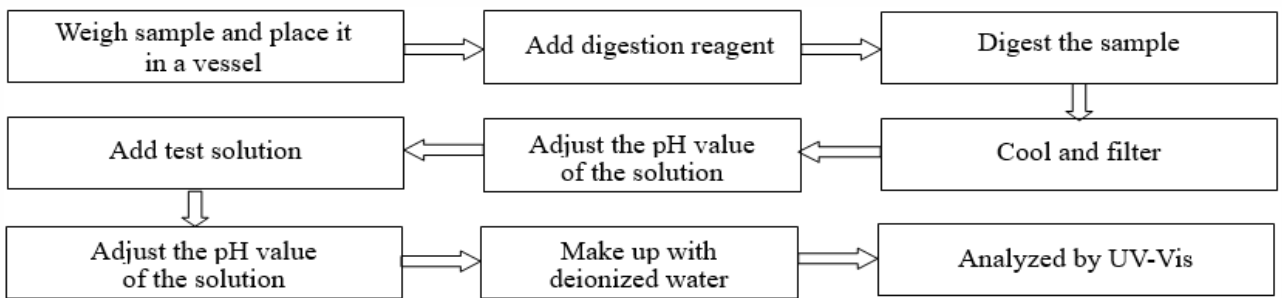 Weigh sample and place it
in a vessel
Add digestion reagent
Digest the sample
Cool and filter
Adjust the pH value
of the solution
Add test solution
Adjust the pH value
of the solution
Make up with
deionized water
Analyzed by UV-Vis